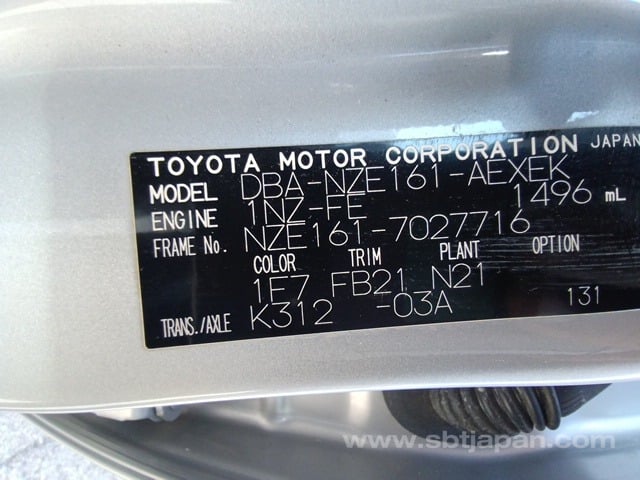 TOYOTA MOTOR CORPORATION JAPAN
MODEL DBA-NZE161-AEXEK
ENGINE 1NZ-FE 1496 mL
FRAME No. NZE161-7027716
COLOR TRIM PLANT OPTION
1F7 FB21 N21
TRANS./AXLE K312 -03A 131
www.sbtjapan.com